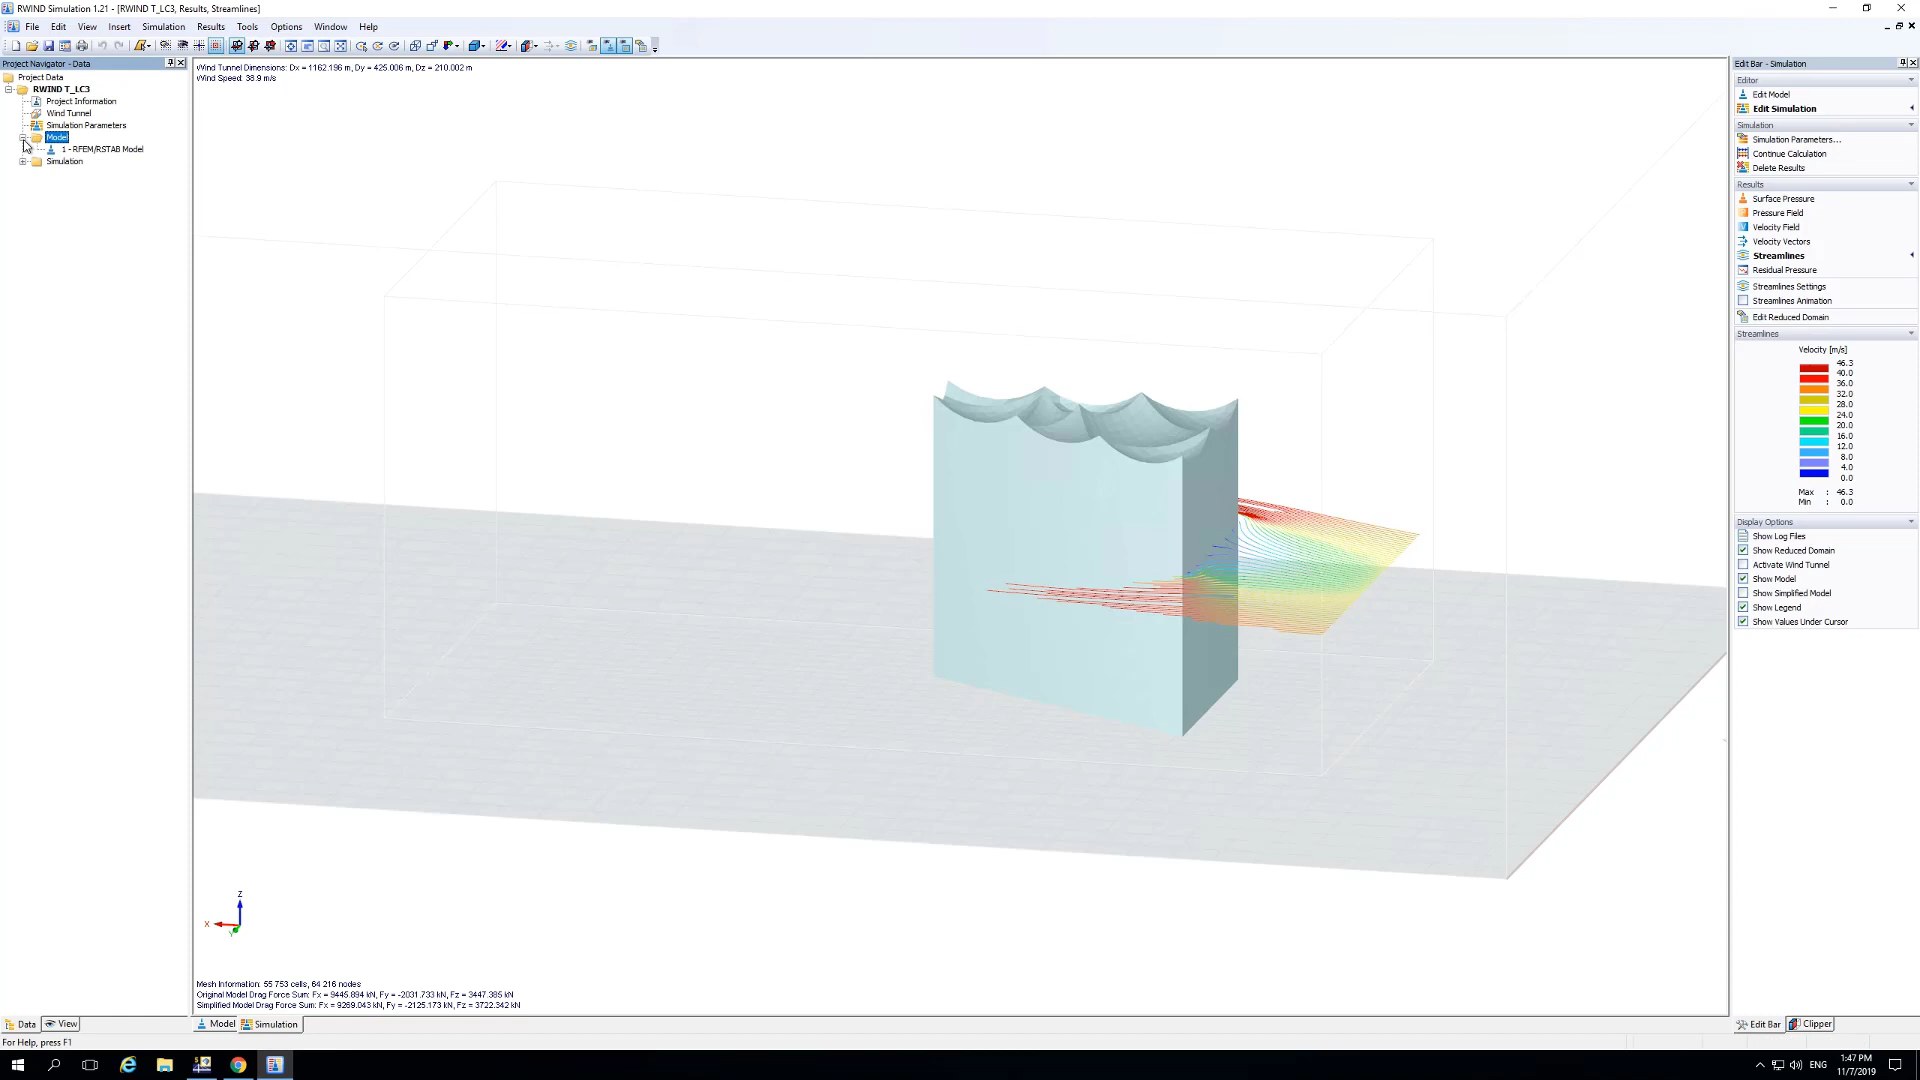 RWIND Simulation 1.21 - [RWIND T_LC3, Results, Streamlines]
File Edit View Insert Simulation Results Tools Options Window Help
Project Navigator - Data
Project Data
RWIND T_LC3
Project Information
Wind Tunnel
Simulation Parameters
Model
1 - RFEM/RSTAB Model
Simulation
Wind Tunnel Dimensions: Dx = 1162.196 m, Dy = 425.006 m, Dz = 210.002 m
Wind Speed: 38.9 m/s
Z
X
Y
Mesh Information: 55 753 cells, 64 216 nodes
Original Model Drag Force Sum: Fx = 9445.894 kN, Fy = -2031.733 kN, Fz = 3447.385 kN
Simplified Model Drag Force Sum: Fx = 9269.043 kN, Fy = -2125.173 kN, Fz = 3722.342 kN
Edit Bar - Simulation
Editor
Edit Model
Edit Simulation
Simulation
Simulation Parameters...
Continue Calculation
Delete Results
Results
Surface Pressure
Pressure Field
Velocity Field
Velocity Vectors
Streamlines
Residual Pressure
Streamlines Settings
Streamlines Animation
Edit Reduced Domain
Streamlines
Velocity [m/s]
46.3
40.0
36.0
32.0
28.0
24.0
20.0
16.0
12.0
8.0
4.0
0.0
Max : 46.3
Min : 0.0
Display Options
Show Log Files
Show Reduced Domain
Activate Wind Tunnel
Show Model
Show Simplified Model
Show Legend
Show Values Under Cursor
Data View
Model Simulation
Edit Bar Clipper
For Help, press F1
ENG
1:47 PM
11/7/2019